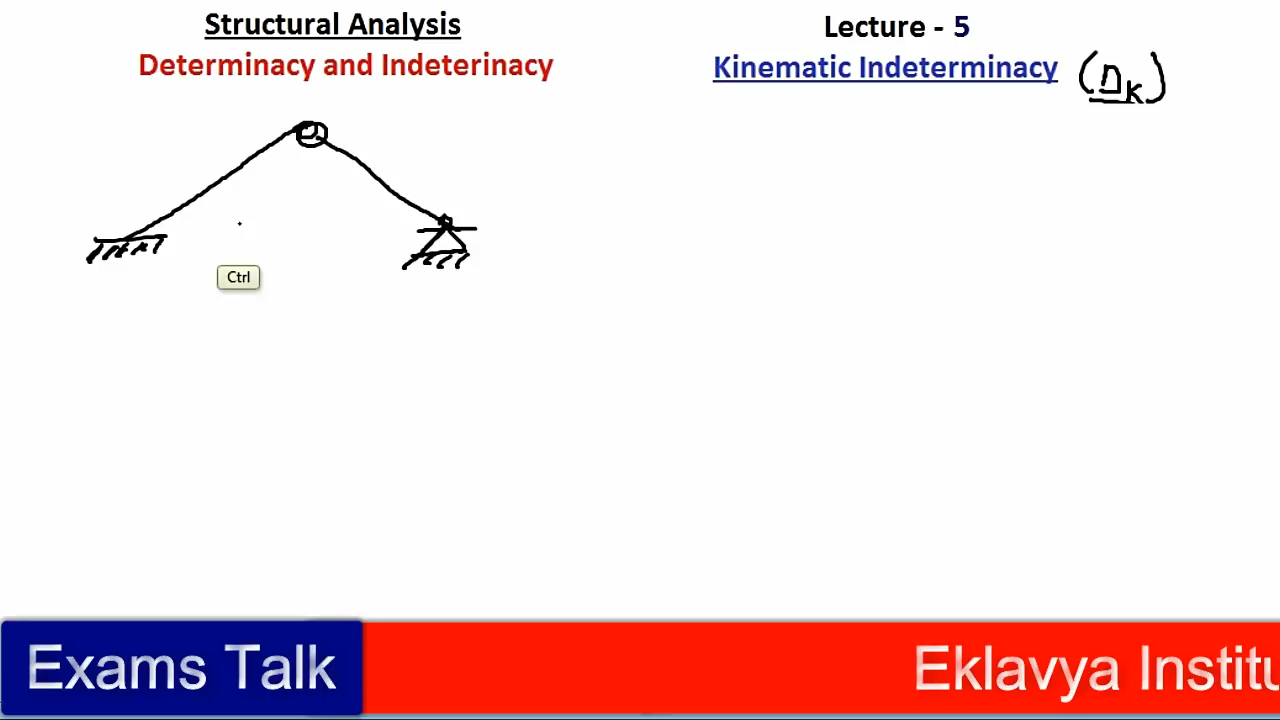 Structural Analysis
Determinacy and Indeterinacy
Lecture - 5
Kinematic Indeterminacy (Dk)
Ctrl
Exams Talk
Eklavya Institu